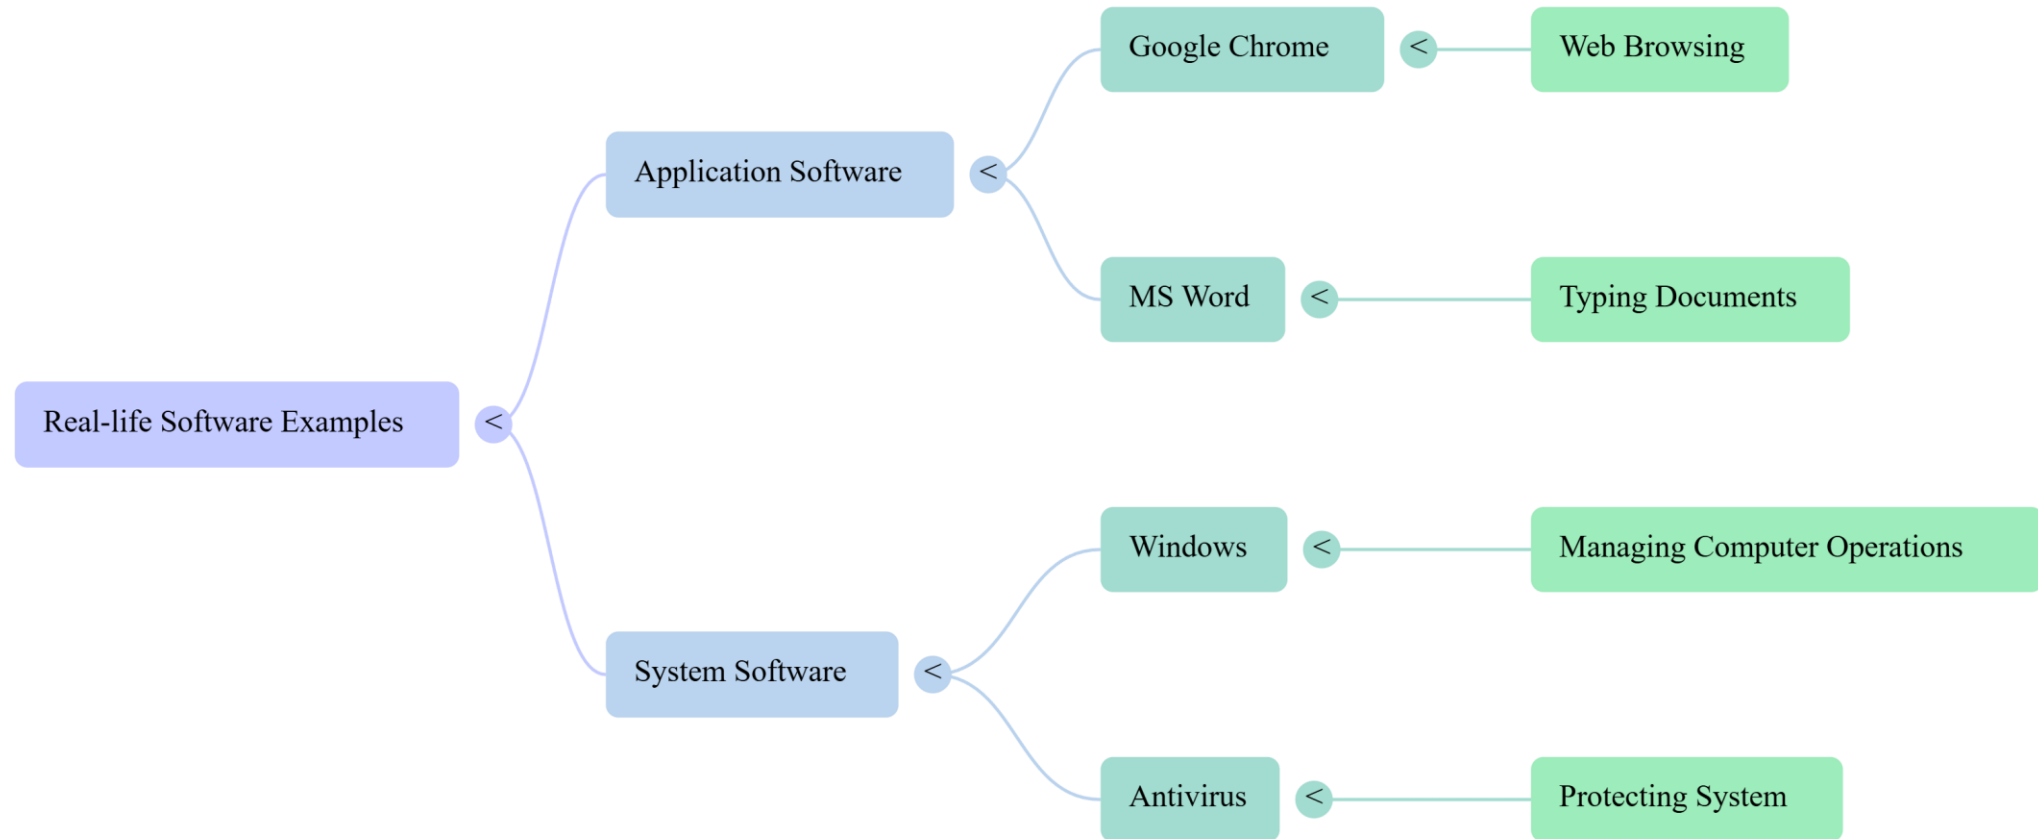 Google Chrome
<
Web Browsing
Application Software
<
MS Word
<
Typing Documents
Real-life Software Examples
<
Windows
<
Managing Computer Operations
System Software
<
Antivirus
<
Protecting System